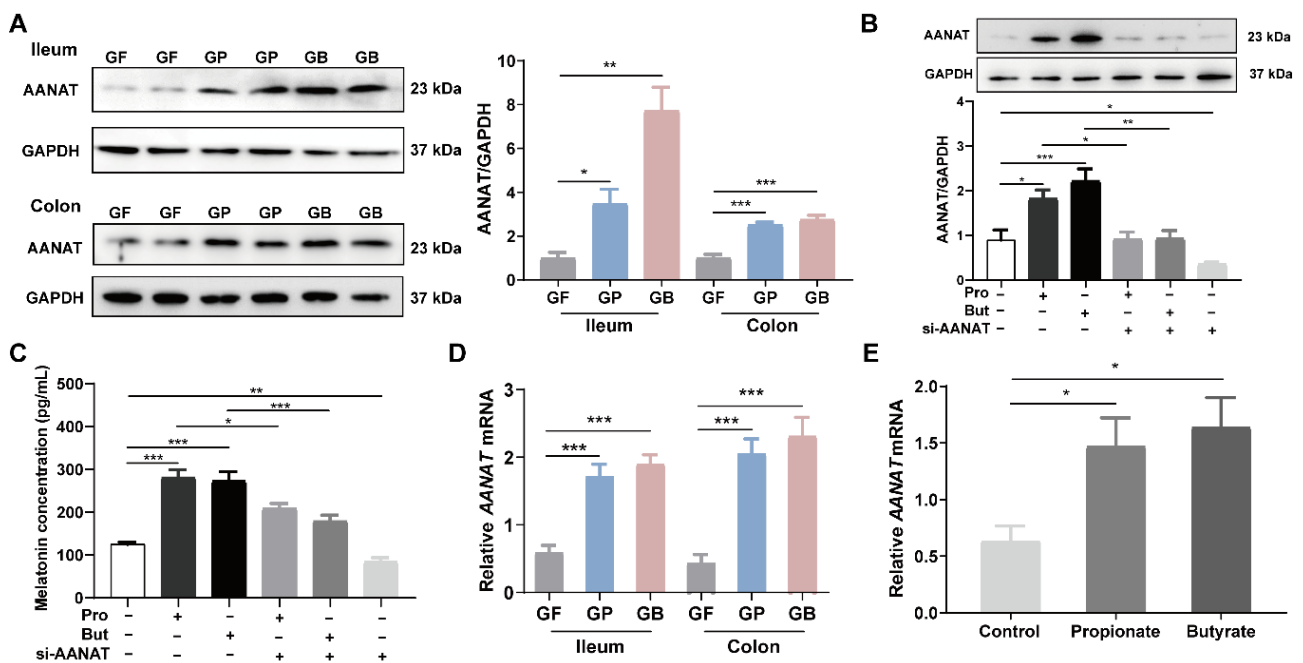 A
Ileum
GF GF GP GP GB GB
AANAT 23 kDa
GAPDH 37 kDa
Colon
GF GF GP GP GB GB
AANAT 23 kDa
GAPDH 37 kDa
AANAT/GAPDH
10
8
6
4
2
0
** * *** ***
GF GP GB GF GP GB
Ileum Colon
B
AANAT 23 kDa
GAPDH 37 kDa
AANAT/GAPDH
4
3
2
1
0
*
**
*
***
*
Pro – + – + – –
But – – + – + –
si-AANAT – – – + + +
C
Melatonin concentration (pg/mL)
500
400
300
200
100
0
**
***
*
***
***
Pro – + – + – –
But – – + – + –
si-AANAT – – – + + +
D
Relative AANAT mRNA
3
2
1
0
*** *** *** ***
GF GP GB GF GP GB
Ileum Colon
E
Relative AANAT mRNA
2.0
1.5
1.0
0.5
0.0
*
*
Control Propionate Butyrate